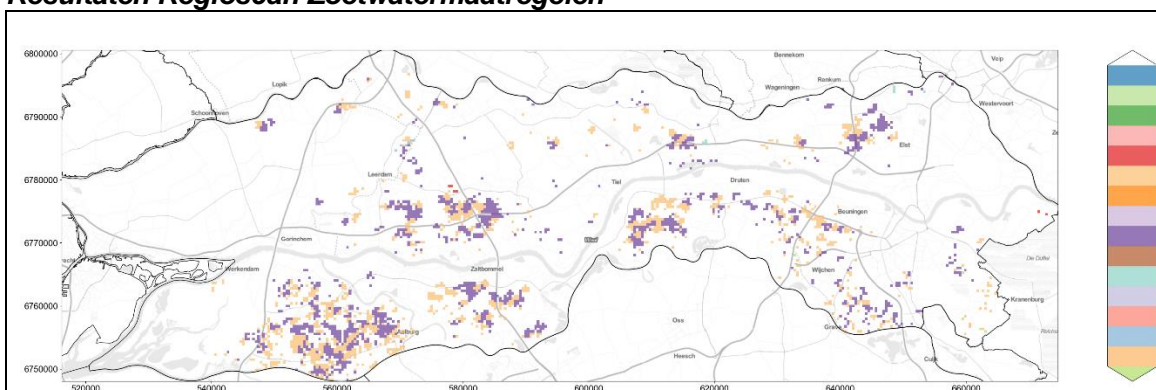 Resultaten Regioscan Zoetwatermaatregelen
6800000
6790000
6780000
6770000
6760000
6750000
Bennekom
Velp
Lopik
Wageningen
Renkum
Schoonhoven
Westervoort
Elst
Leerdam
Tiel
Druten
Beuningen
Gorinchem
Werkendam
Zaltbommel
Wijchen
De Düffel
Kranenburg
Aalburg
Oss
Grave
Heesch
Cuijk
520000 540000 560000 580000 600000 620000 640000 660000